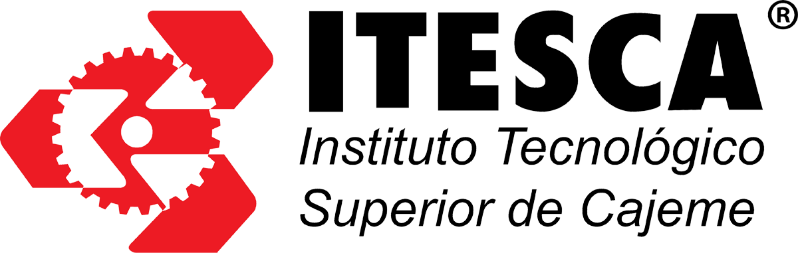 ITESCA®
Instituto Tecnológico
Superior de Cajeme